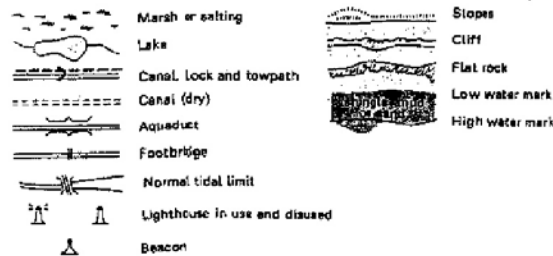 Marsh or salting
Lake
Canal, lock and towpath
Canal (dry)
Aquaduct
Footbridge
Normal tidal limit
Lighthouse in use and disused
Beacon
Slopes
Cliff
Flat rock
Low water mark
High water mark